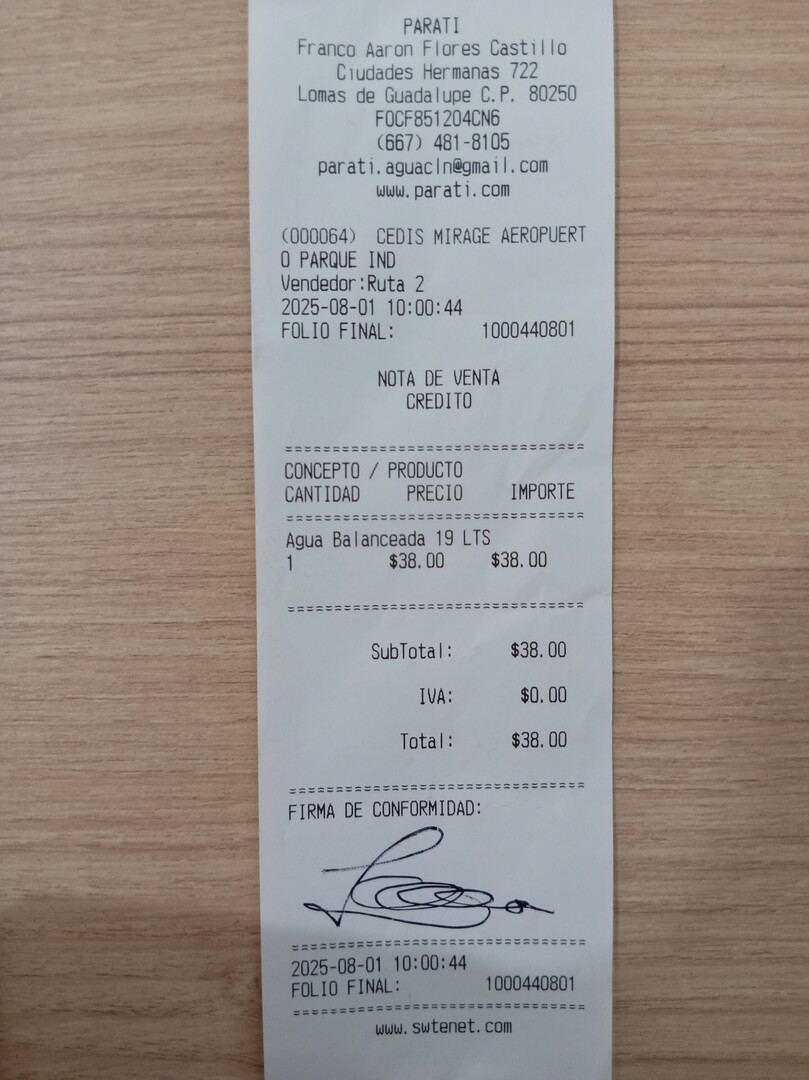 PARATI
Franco Aaron Flores Castillo
Ciudades Hermanas 722
Lomas de Guadalupe C.P. 80250
FOCF851204CN6
(667) 481-8105
parati.aguacln@gmail.com
www.parati.com
(000064) CEDIS MIRAGE AEROPUERT
O PARQUE IND
Vendedor:Ruta 2
2025-08-01 10:00:44
FOLIO FINAL: 1000440801
NOTA DE VENTA
CREDITO
===============================
CONCEPTO / PRODUCTO
CANTIDAD PRECIO IMPORTE
===============================
Agua Balanceada 19 LTS
1 $38.00 $38.00
===============================
SubTotal: $38.00
IVA: $0.00
Total: $38.00
===============================
FIRMA DE CONFORMIDAD:
===============================
2025-08-01 10:00:44
FOLIO FINAL: 1000440801
===============================
www.swtenet.com